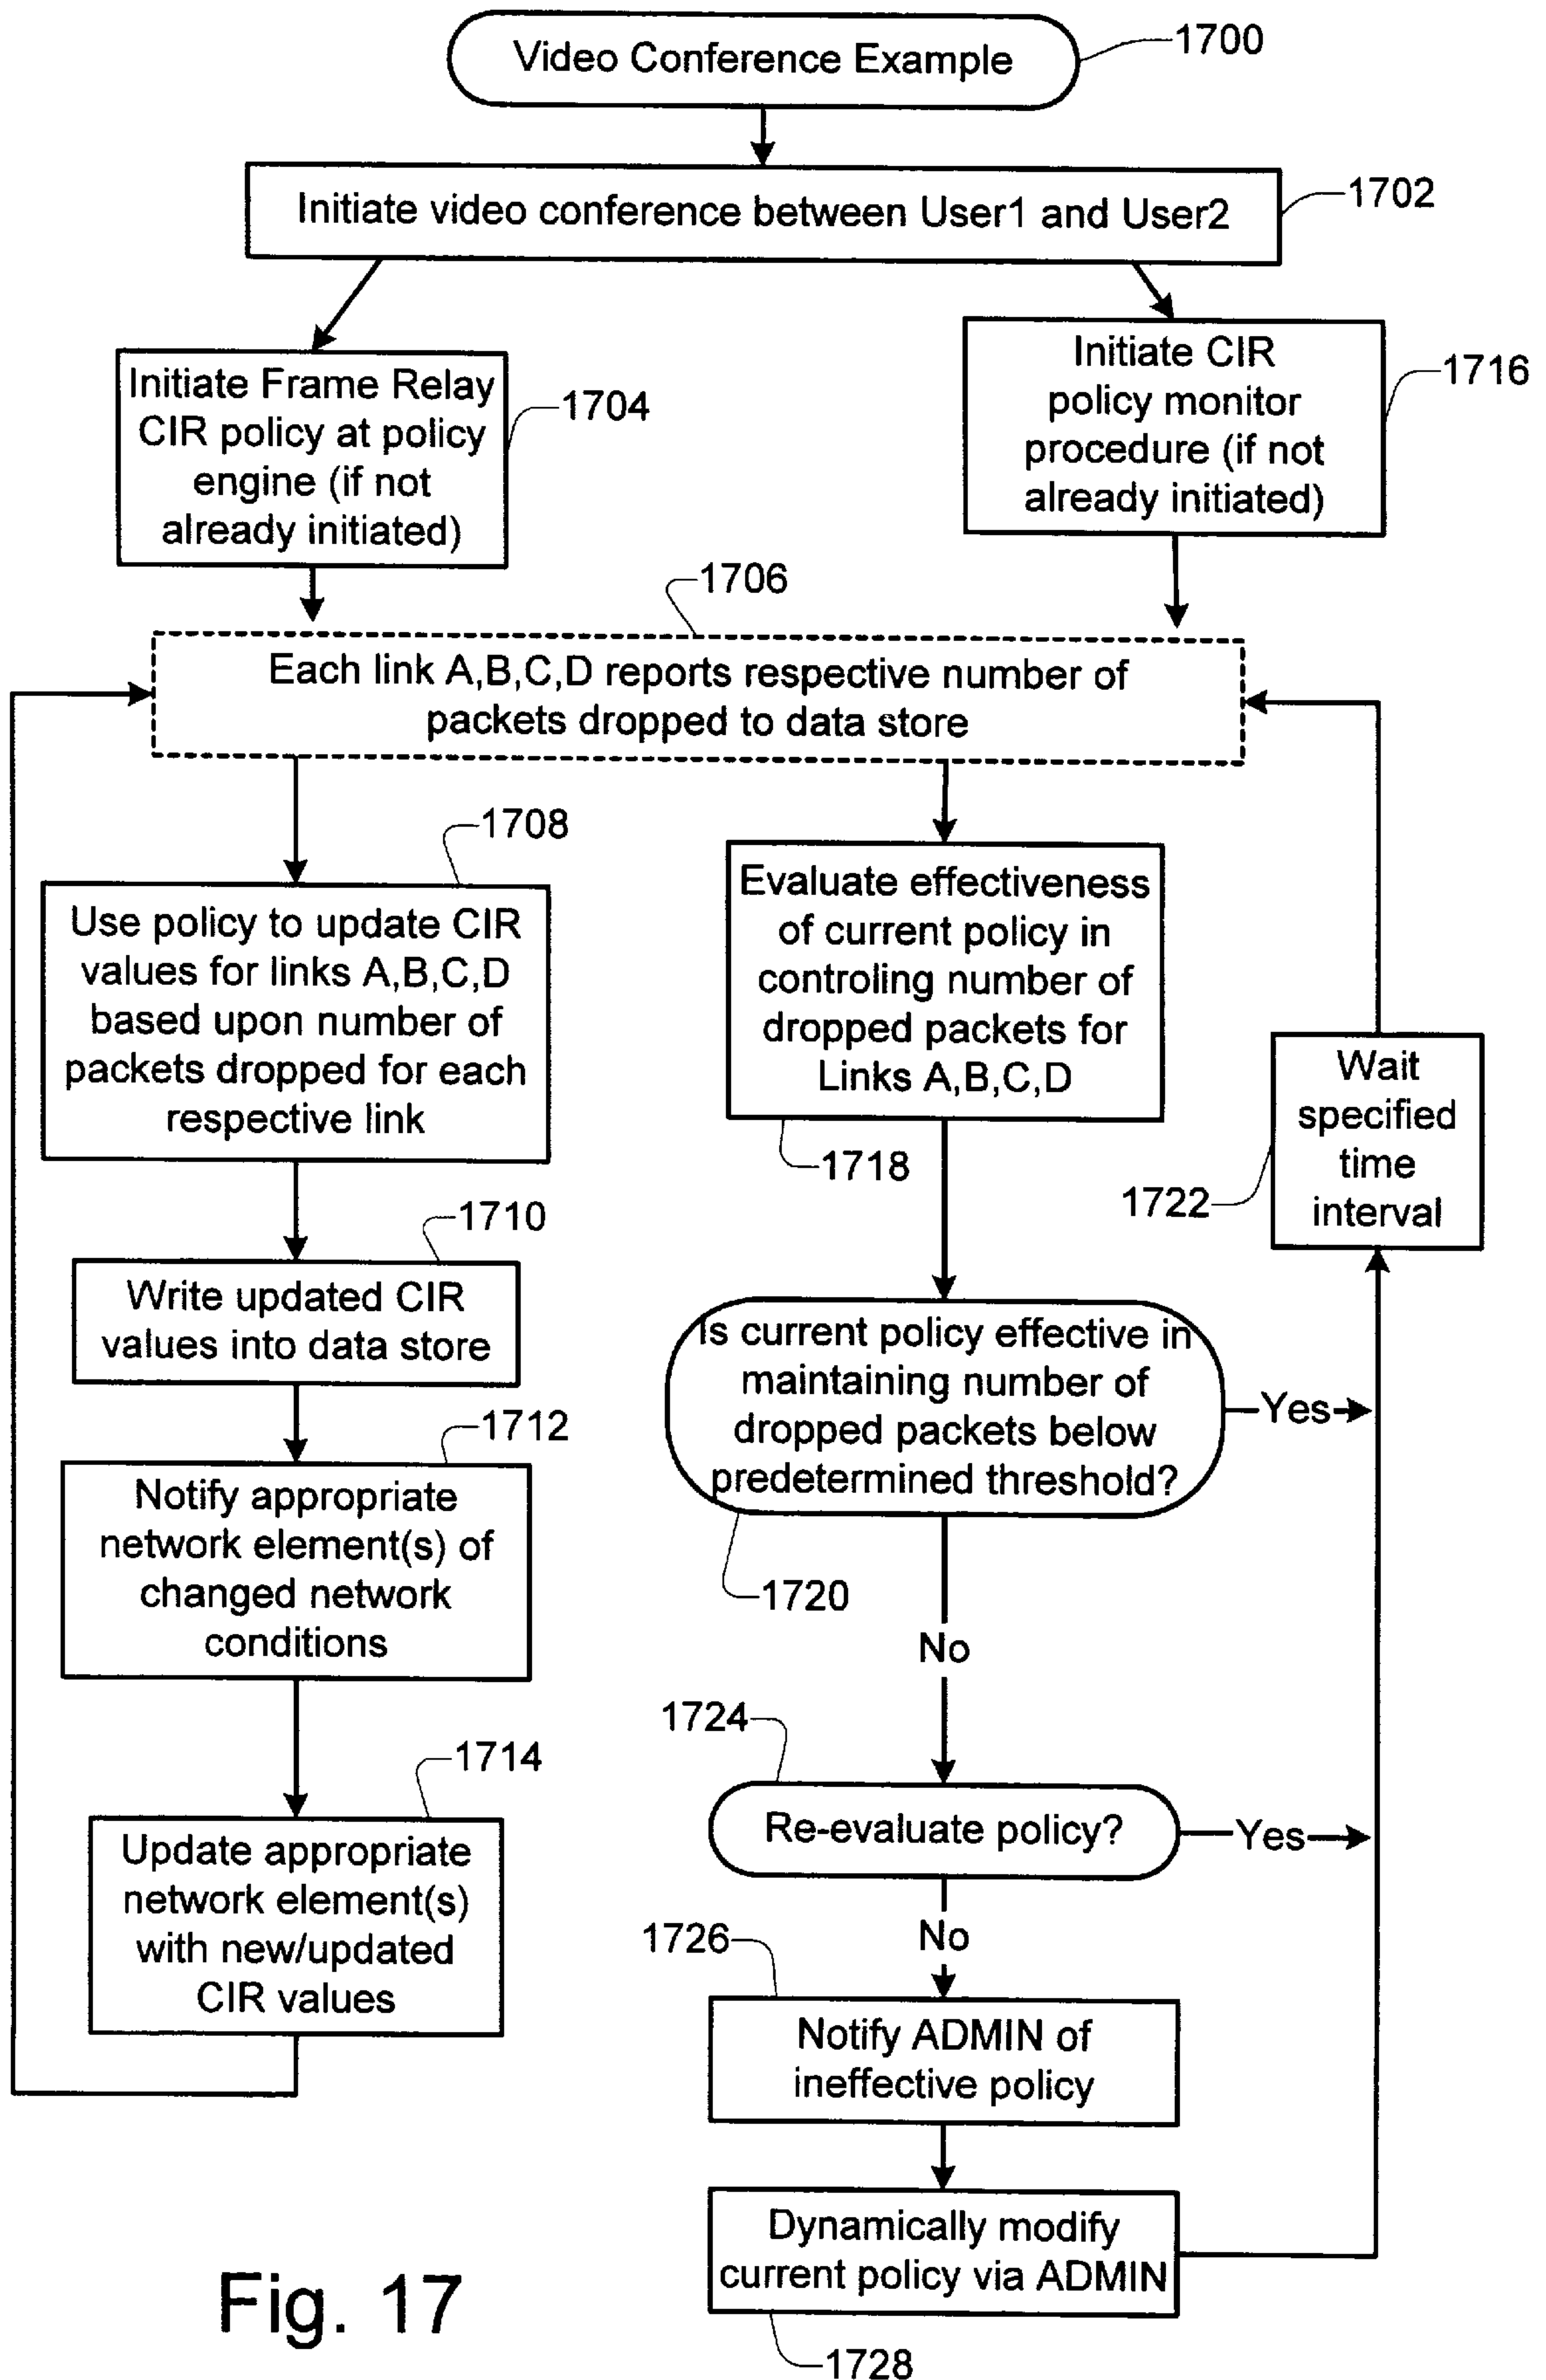 Video Conference Example
1700
Initiate video conference between User1 and User2
1702
Initiate Frame Relay
CIR policy at policy
engine (if not
already initiated)
1704
Initiate CIR
policy monitor
procedure (if not
already initiated)
1716
1706
Each link A,B,C,D reports respective number of
packets dropped to data store
1708
Use policy to update CIR
values for links A,B,C,D
based upon number of
packets dropped for each
respective link
1710
Write updated CIR
values into data store
1712
Notify appropriate
network element(s) of
changed network
conditions
1714
Update appropriate
network element(s)
with new/updated
CIR values
Evaluate effectiveness
of current policy in
controling number of
dropped packets for
Links A,B,C,D
1718
Wait
specified
time
interval
1722
Is current policy effective in
maintaining number of
dropped packets below
predetermined threshold?
Yes
1720
No
1724
Re-evaluate policy?
Yes
No
1726
Notify ADMIN of
ineffective policy
Dynamically modify
current policy via ADMIN
1728
Fig. 17